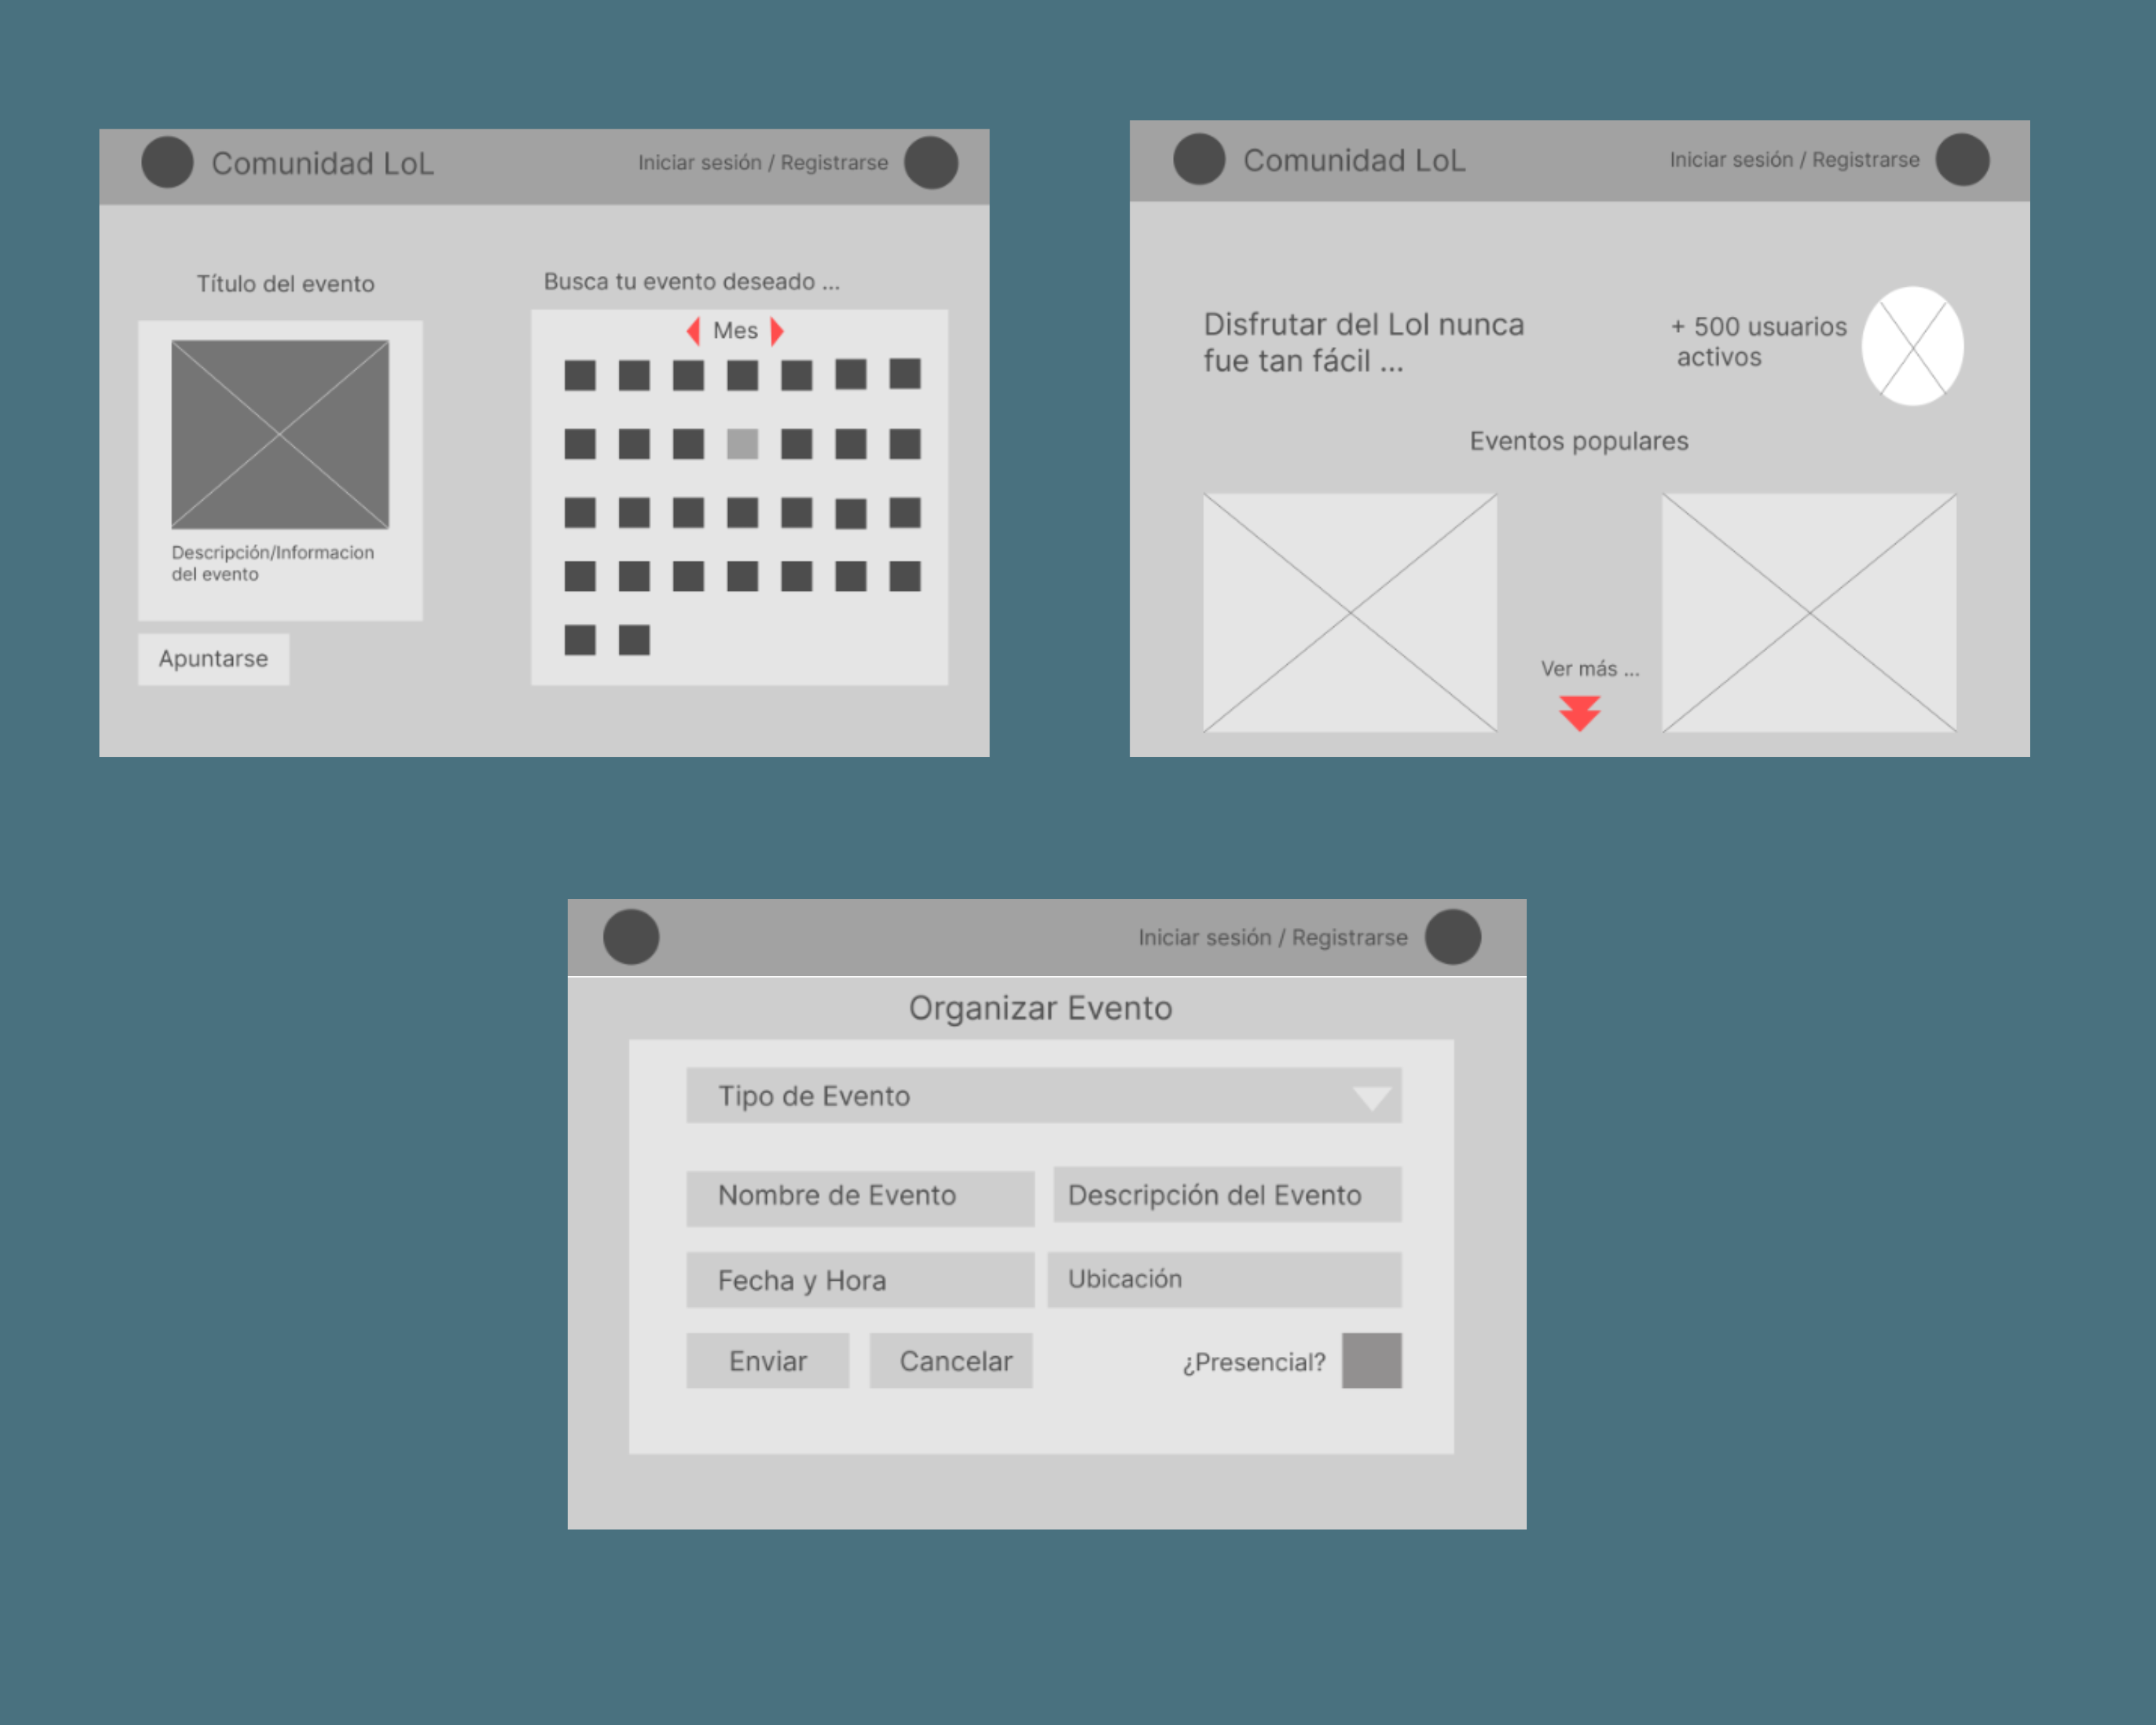 Comunidad LoL
Iniciar sesión / Registrarse
Título del evento
Busca tu evento deseado ...
Mes
Descripción/Informacion
del evento
Apuntarse
Comunidad LoL
Iniciar sesión / Registrarse
Disfrutar del Lol nunca
fue tan fácil ...
+ 500 usuarios
activos
Eventos populares
Ver más ...
Iniciar sesión / Registrarse
Organizar Evento
Tipo de Evento
Nombre de Evento
Descripción del Evento
Fecha y Hora
Ubicación
Enviar
Cancelar
¿Presencial?